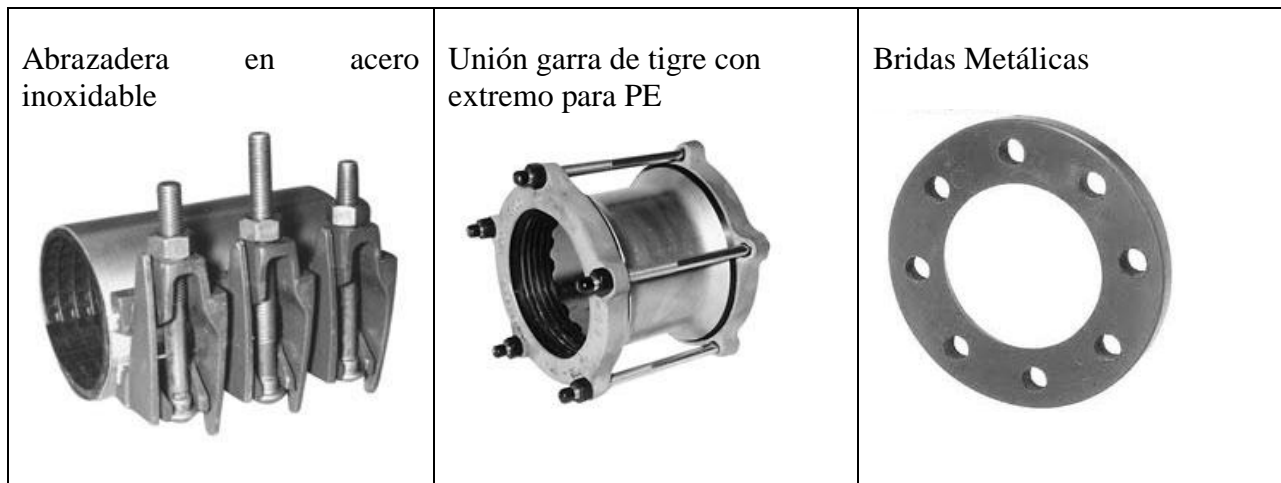 Abrazadera en acero
inoxidable
Unión garra de tigre con
extremo para PE
Bridas Metálicas